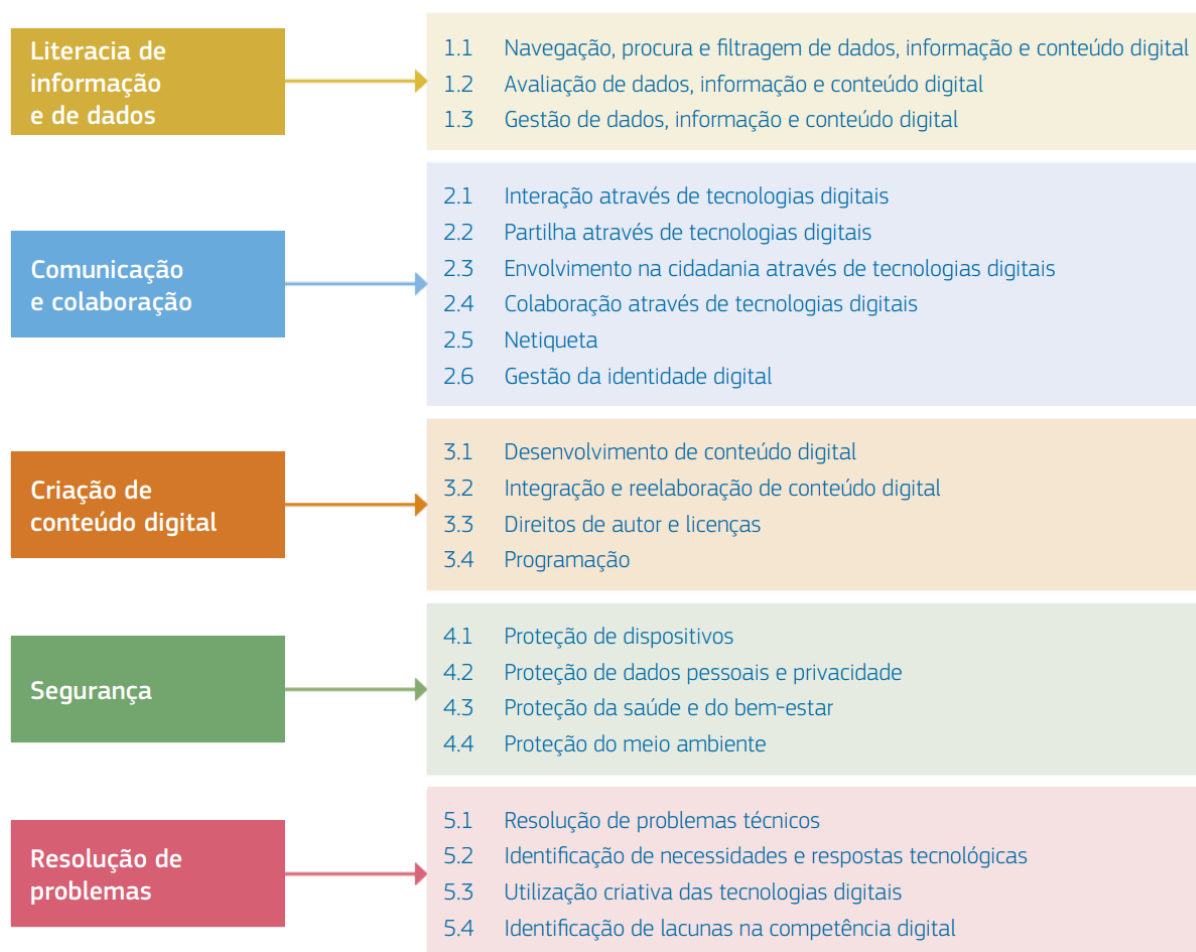 Literacia de
informação
e de dados
1.1 Navegação, procura e filtragem de dados, informação e conteúdo digital
1.2 Avaliação de dados, informação e conteúdo digital
1.3 Gestão de dados, informação e conteúdo digital
Comunicação
e colaboração
2.1 Interação através de tecnologias digitais
2.2 Partilha através de tecnologias digitais
2.3 Envolvimento na cidadania através de tecnologias digitais
2.4 Colaboração através de tecnologias digitais
2.5 Netiqueta
2.6 Gestão da identidade digital
Criação de
conteúdo digital
3.1 Desenvolvimento de conteúdo digital
3.2 Integração e reelaboração de conteúdo digital
3.3 Direitos de autor e licenças
3.4 Programação
Segurança
4.1 Proteção de dispositivos
4.2 Proteção de dados pessoais e privacidade
4.3 Proteção da saúde e do bem-estar
4.4 Proteção do meio ambiente
Resolução de
problemas
5.1 Resolução de problemas técnicos
5.2 Identificação de necessidades e respostas tecnológicas
5.3 Utilização criativa das tecnologias digitais
5.4 Identificação de lacunas na competência digital